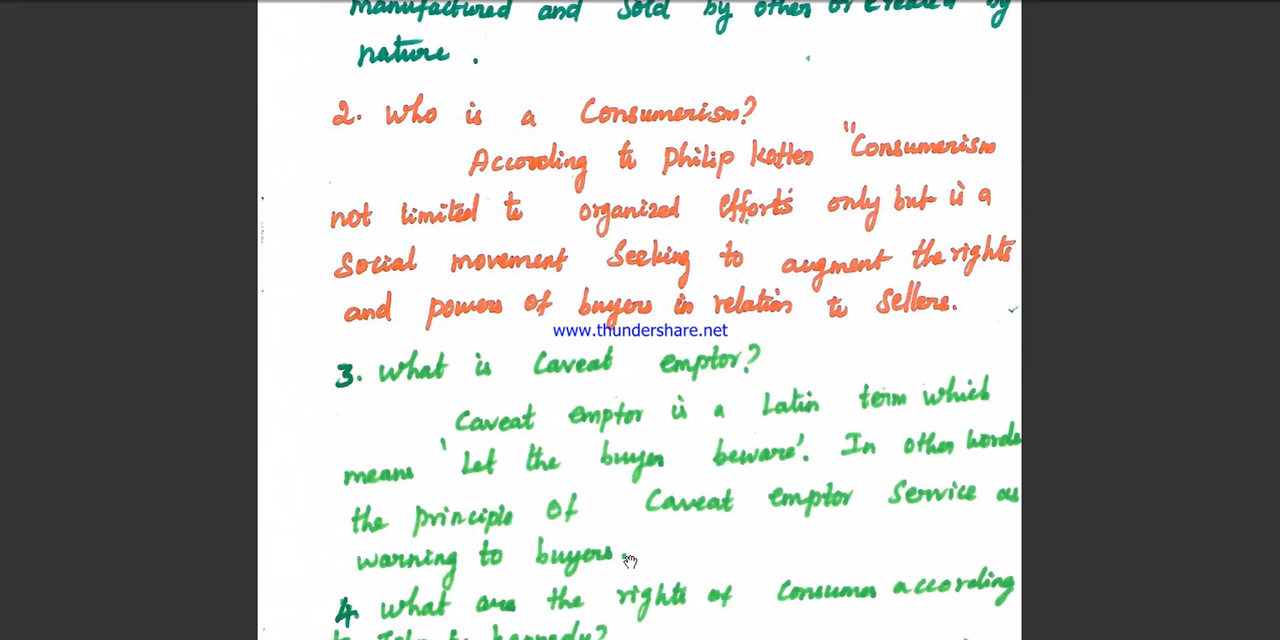 manufactured and sold by other or created by
nature.
2. Who is a Consumerism?
According to Philip Kotler "Consumerism
not limited to organized efforts only but is a
Social movement Seeking to augment the rights
and powers of buyers in relation to Sellers.
www.thundershare.net
3. What is Caveat emptor?
Caveat emptor is a Latin term which
means 'Let the buyer beware'. In other words
the principle of Caveat emptor Service as
warning to buyers.
4. What are the rights of Consumer according
to John kennedy?